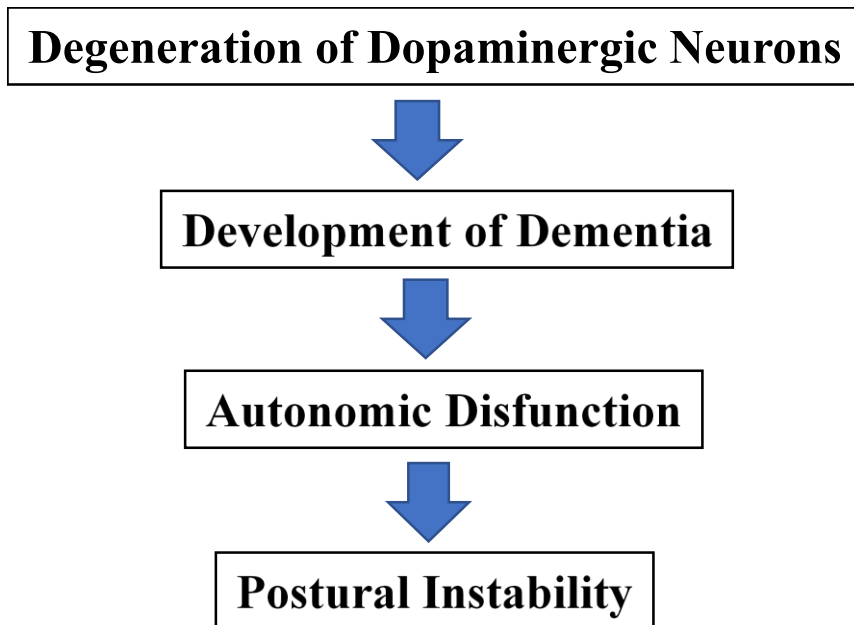 Degeneration of Dopaminergic Neurons
Development of Dementia
Autonomic Disfunction
Postural Instability